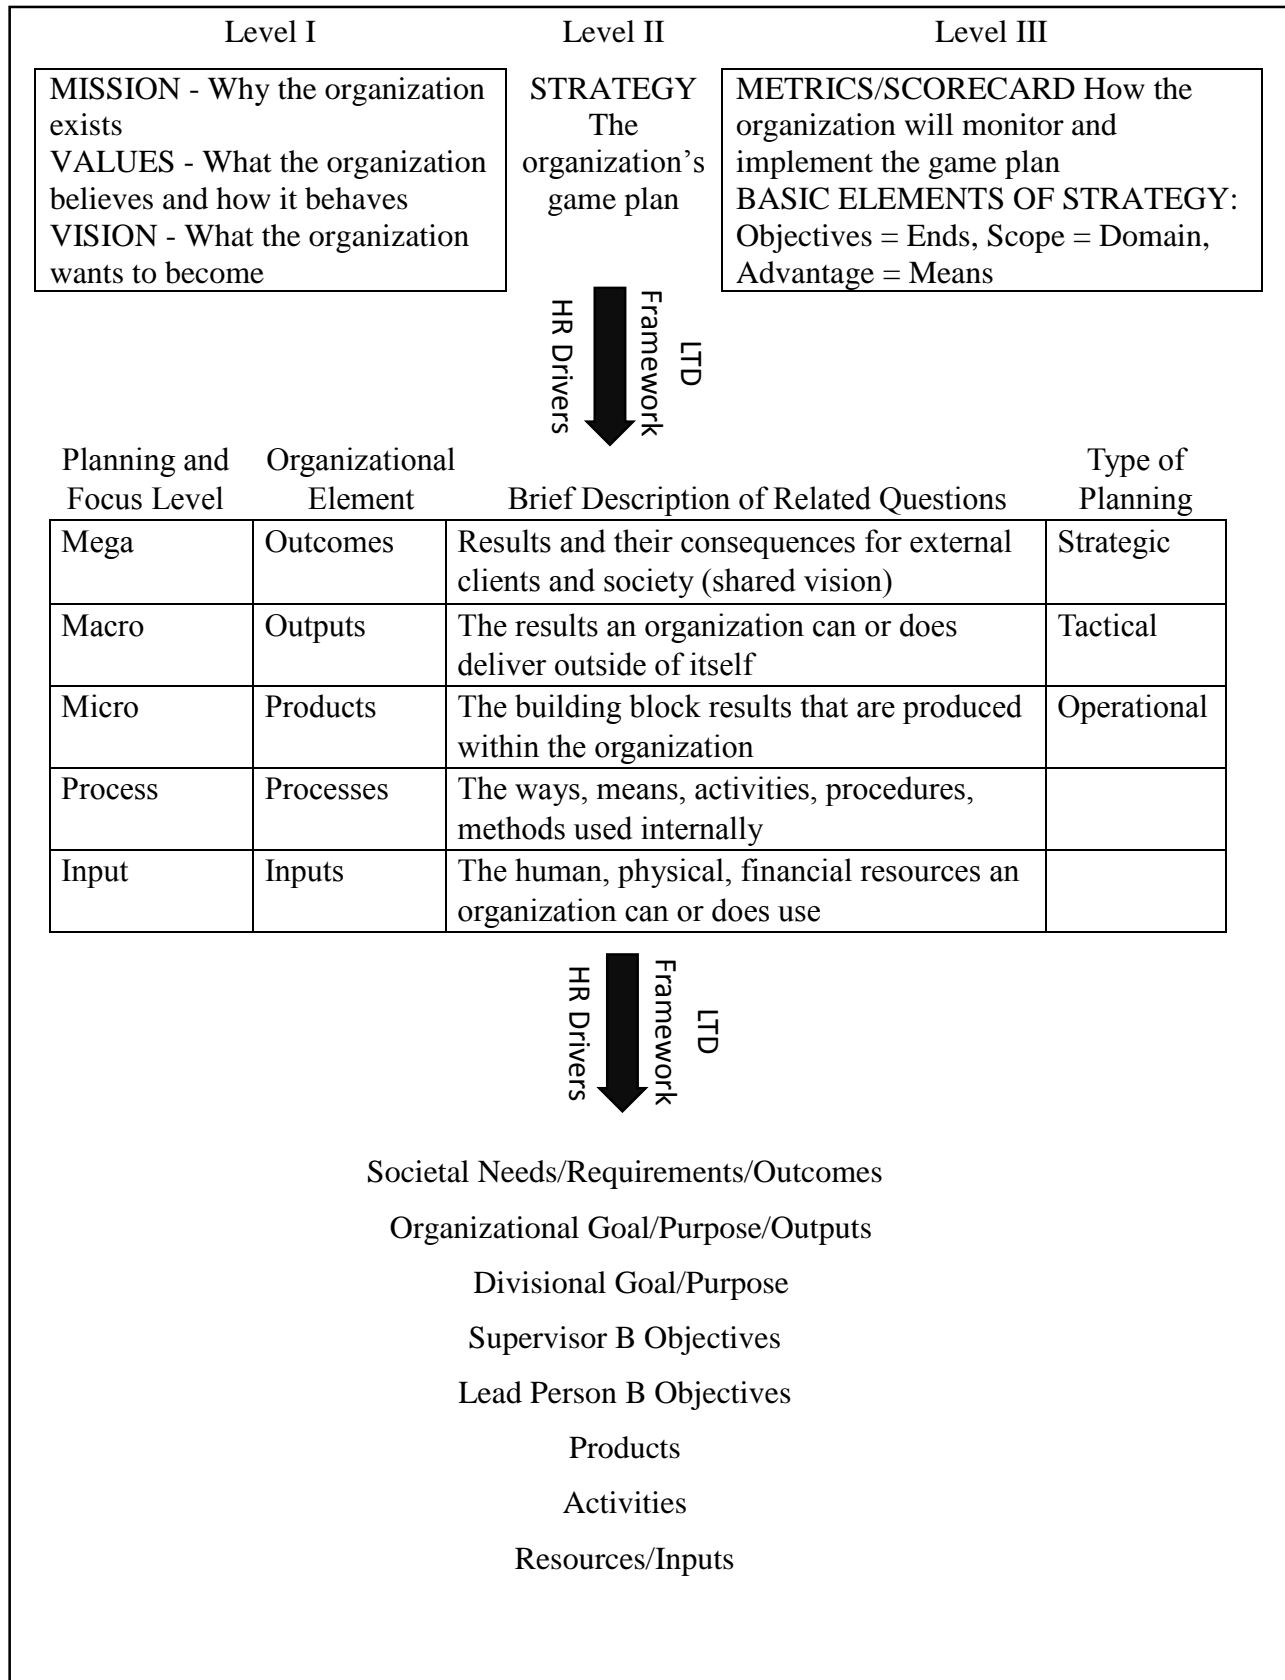 Level I Level II Level III
MISSION - Why the organization
exists
VALUES - What the organization
believes and how it behaves
VISION - What the organization
wants to become
STRATEGY
The
organization’s
game plan
METRICS/SCORECARD How the
organization will monitor and
implement the game plan
BASIC ELEMENTS OF STRATEGY:
Objectives = Ends, Scope = Domain,
Advantage = Means
HR Drivers
LTD
Framework
Planning and
Focus Level
Organizational
Element
Brief Description of Related Questions
Type of
Planning
Mega
Outcomes
Results and their consequences for external
clients and society (shared vision)
Strategic
Macro
Outputs
The results an organization can or does
deliver outside of itself
Tactical
Micro
Products
The building block results that are produced
within the organization
Operational
Process
Processes
The ways, means, activities, procedures,
methods used internally
Input
Inputs
The human, physical, financial resources an
organization can or does use
HR Drivers
LTD
Framework
Societal Needs/Requirements/Outcomes
Organizational Goal/Purpose/Outputs
Divisional Goal/Purpose
Supervisor B Objectives
Lead Person B Objectives
Products
Activities
Resources/Inputs